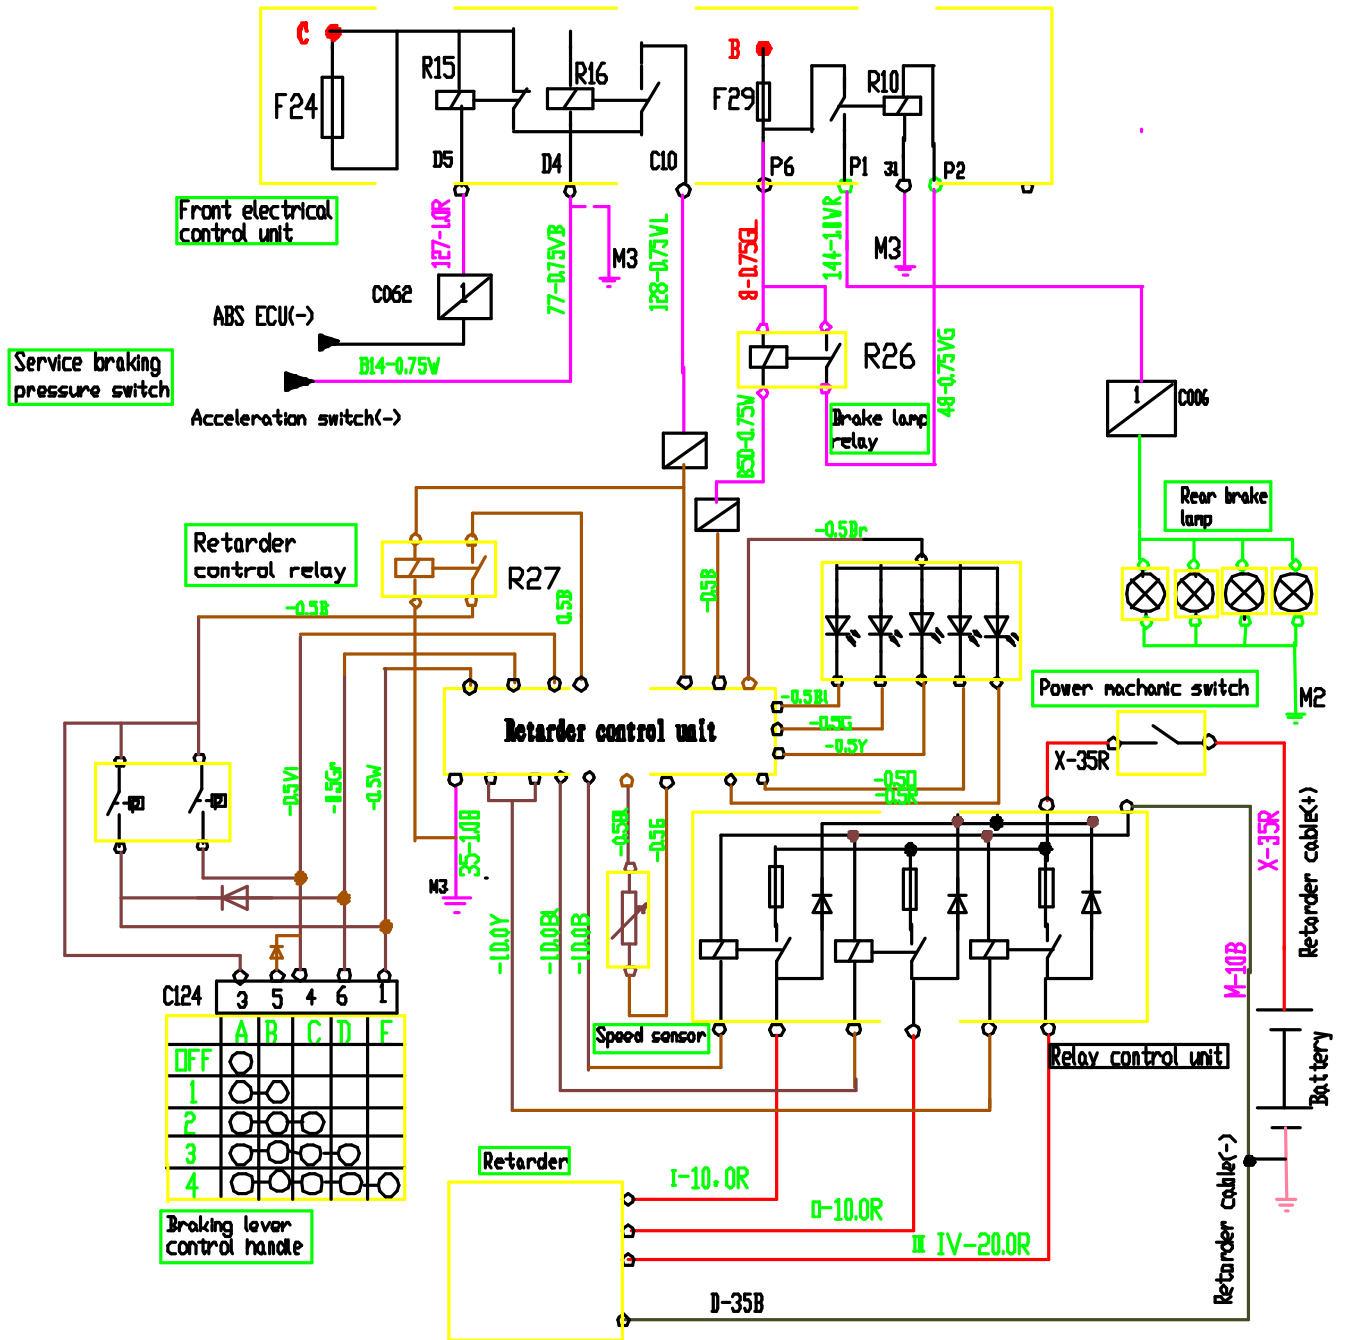 C
B
R15
R16
R10
F24
F29
D5
D4
C10
P6
P1
31
P2
Front electrical
control unit
127-1.0R
77-0.75VB
M3
128-0.75VL
B-0.75GL
144-1.0VR
M3
C062
1
ABS ECU(-)
Service braking
pressure switch
B14-0.75W
Acceleration switch(-)
R26
48-0.75VG
Brake lamp
relay
B50-0.75W
1
C006
Rear brake
lamp
Retarder
control relay
R27
-0.5B
0.5B
-0.5B
-0.5Br
Power machanic switch
M2
X-35R
Retarder control unit
-0.5Bl
-0.5G
-0.5Y
-0.5O
-0.5R
-0.5Vl
-0.5Gr
-0.5W
35-1.0B
M3
-0.5G
-1.0.0Y
-1.0.0BL
-1.0.0B
X-35R
Retarder cable(+)
M-10B
C124
3
5
4
6
1
A
B
C
D
E
OFF
1
2
3
4
Braking lever
control handle
Speed sensor
Relay control unit
Battery
Retarder
I-10.0R
D-10.0R
III IV-20.0R
D-35B
Retarder cable(-)